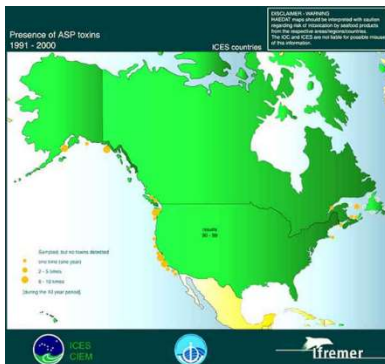 Presence of ASP toxins
1991 - 2000
ICES countries
DISCLAIMER - WARNING
HAEDAT maps should be interpreted with caution
regarding risk of intoxication by seafood products
from the respective areas/regions/countries.
The IOC and ICES are not liable for possible misuse
of this information.
results
Sampled, but no toxins detected
one time (one year)
2 - 5 times
6 - 10 times
(during the 10 year period)
ICES
CIEM
Ifremer